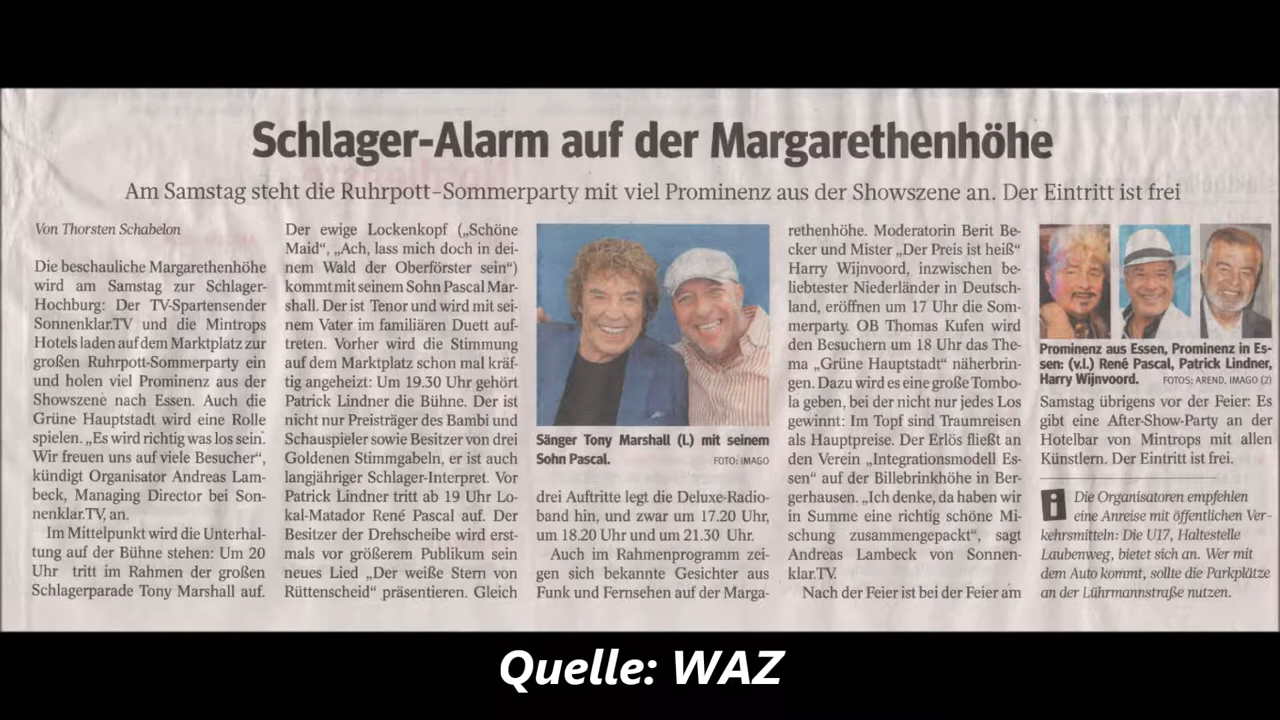 Schlager-Alarm auf der Margarethenhöhe
Am Samstag steht die Ruhrpott-Sommerparty mit viel Prominenz aus der Showszene an. Der Eintritt ist frei
Von Thorsten Schabelon
Die beschauliche Margarethenhöhe
wird am Samstag zur Schlager-
Hochburg: Der TV-Spartensender
Sonnenklar.TV und die Mintrops
Hotels laden auf dem Marktplatz zur
großen Ruhrpott-Sommerparty ein
und holen viel Prominenz aus der
Showszene nach Essen. Auch die
Grüne Hauptstadt wird eine Rolle
spielen. „Es wird richtig was los sein.
Wir freuen uns auf viele Besucher“,
kündigt Organisator Andreas Lam-
beck, Managing Director bei Son-
nenklar.TV, an.
Im Mittelpunkt wird die Unterhal-
tung auf der Bühne stehen: Um 20
Uhr tritt im Rahmen der großen
Schlagerparade Tony Marshall auf.
Der ewige Lockenkopf („Schöne
Maid“, „Ach, lass mich doch in dei-
nem Wald der Oberförster sein“)
kommt mit seinem Sohn Pascal Mar-
shall. Der ist Tenor und wird mit sei-
nem Vater im familiären Duett auf-
treten. Vorher wird die Stimmung
auf dem Marktplatz schon mal kräf-
tig angeheizt: Um 19.30 Uhr gehört
Patrick Lindner die Bühne. Der ist
nicht nur Preisträger des Bambi und
Schauspieler sowie Besitzer von drei
Goldenen Stimmgabeln, er ist auch
langjähriger Schlager-Interpret. Vor
Patrick Lindner tritt ab 19 Uhr Lo-
kal-Matador René Pascal auf. Der
Besitzer der Drehscheibe wird erst-
mals vor größerem Publikum sein
neues Lied „Der weiße Stern von
Rüttenscheid“ präsentieren. Gleich
Sänger Tony Marshall (l.) mit seinem
Sohn Pascal. FOTO: IMAGO
drei Auftritte legt die Deluxe-Radio-
band hin, und zwar um 17.20 Uhr,
um 18.20 Uhr und um 21.30 Uhr.
Auch im Rahmenprogramm zei-
gen sich bekannte Gesichter aus
Funk und Fernsehen auf der Marga-
rethenhöhe. Moderatorin Berit Be-
cker und Mister „Der Preis ist heiß“
Harry Wijnvoord, inzwischen be-
liebtester Niederländer in Deutsch-
land, eröffnen um 17 Uhr die Som-
merparty. OB Thomas Kufen wird
den Besuchern um 18 Uhr das The-
ma „Grüne Hauptstadt“ näherbrin-
gen. Dazu wird es eine große Tombo-
la geben, bei der nicht nur jedes Los
gewinnt: Im Topf sind Traumreisen
als Hauptpreise. Der Erlös fließt an
den Verein „Integrationsmodell Es-
sen“ auf der Billebrinkhöhe in Ber-
gerhausen. „Ich denke, da haben wir
in Summe eine richtig schöne Mi-
schung zusammengepackt“, sagt
Andreas Lambeck von Sonnen-
klar.TV.
Nach der Feier ist bei der Feier am
Prominenz aus Essen, Prominenz in Es-
sen: (v.l.) René Pascal, Patrick Lindner,
Harry Wijnvoord. FOTOS: AREND, IMAGO (2)
Samstag übrigens vor der Feier: Es
gibt eine After-Show-Party an der
Hotelbar von Mintrops mit allen
Künstlern. Der Eintritt ist frei.
i Die Organisatoren empfehlen
eine Anreise mit öffentlichen Ver-
kehrsmitteln: Die U17, Haltestelle
Laubenweg, bietet sich an. Wer mit
dem Auto kommt, sollte die Parkplätze
an der Lührmannstraße nutzen.
Quelle: WAZ